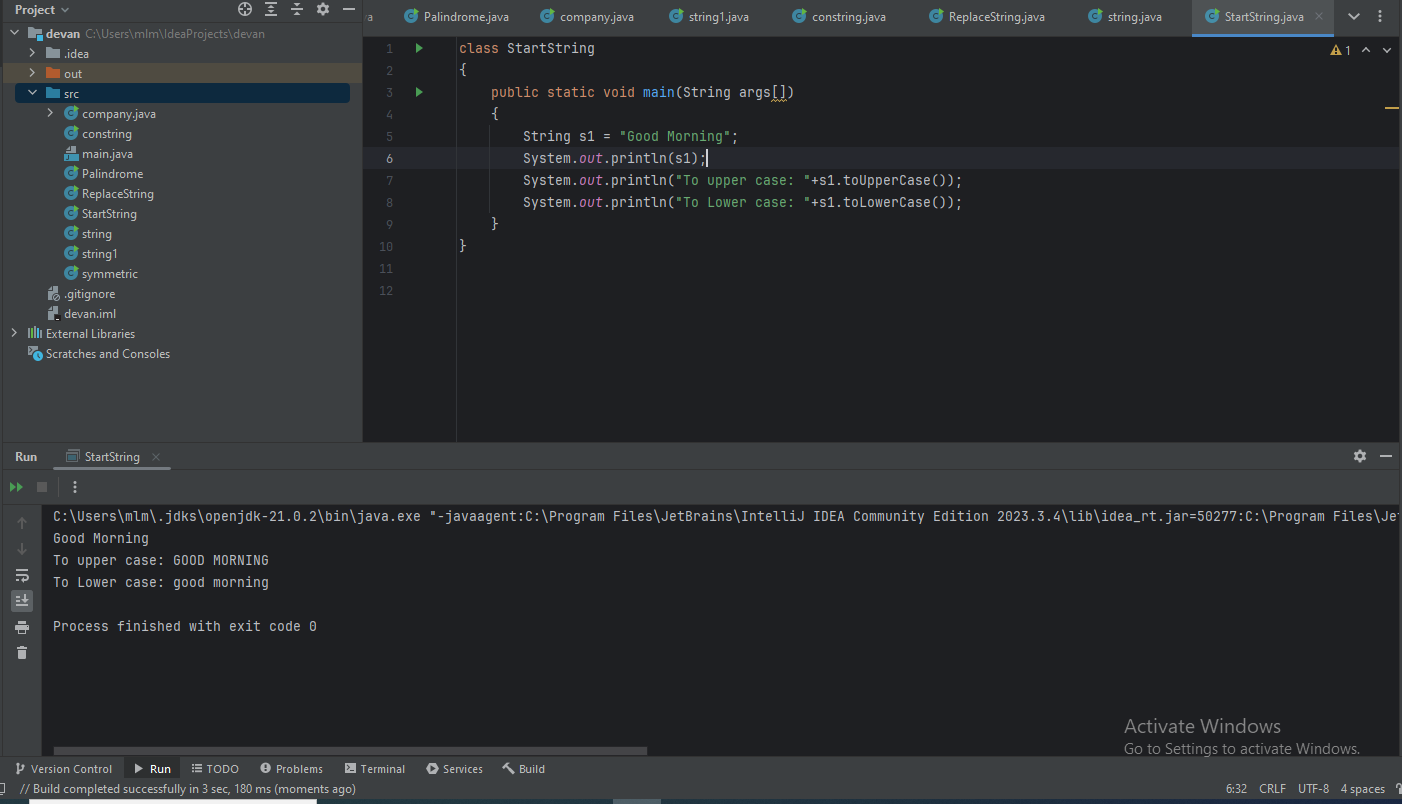 Project
a Palindrome.java company.java string1.java constring.java ReplaceString.java string.java StartString.java
devan C:\Users\mlm\IdeaProjects\devan
.idea
out
src
company.java
constring
main.java
Palindrome
ReplaceString
StartString
string
string1
symmetric
.gitignore
devan.iml
External Libraries
Scratches and Consoles
1 class StartString
2 {
3 public static void main(String args[])
4 {
5 String s1 = "Good Morning";
6 System.out.println(s1);
7 System.out.println("To upper case: "+s1.toUpperCase());
8 System.out.println("To Lower case: "+s1.toLowerCase());
9 }
10 }
11
12
1
Run StartString
C:\Users\mlm\.jdks\openjdk-21.0.2\bin\java.exe "-javaagent:C:\Program Files\JetBrains\IntelliJ IDEA Community Edition 2023.3.4\lib\idea_rt.jar=50277:C:\Program Files\Jet
Good Morning
To upper case: GOOD MORNING
To Lower case: good morning
Process finished with exit code 0
Activate Windows
Go to Settings to activate Windows.
Version Control Run TODO Problems Terminal Services Build
// Build completed successfully in 3 sec, 180 ms (moments ago) 6:32 CRLF UTF-8 4 spaces